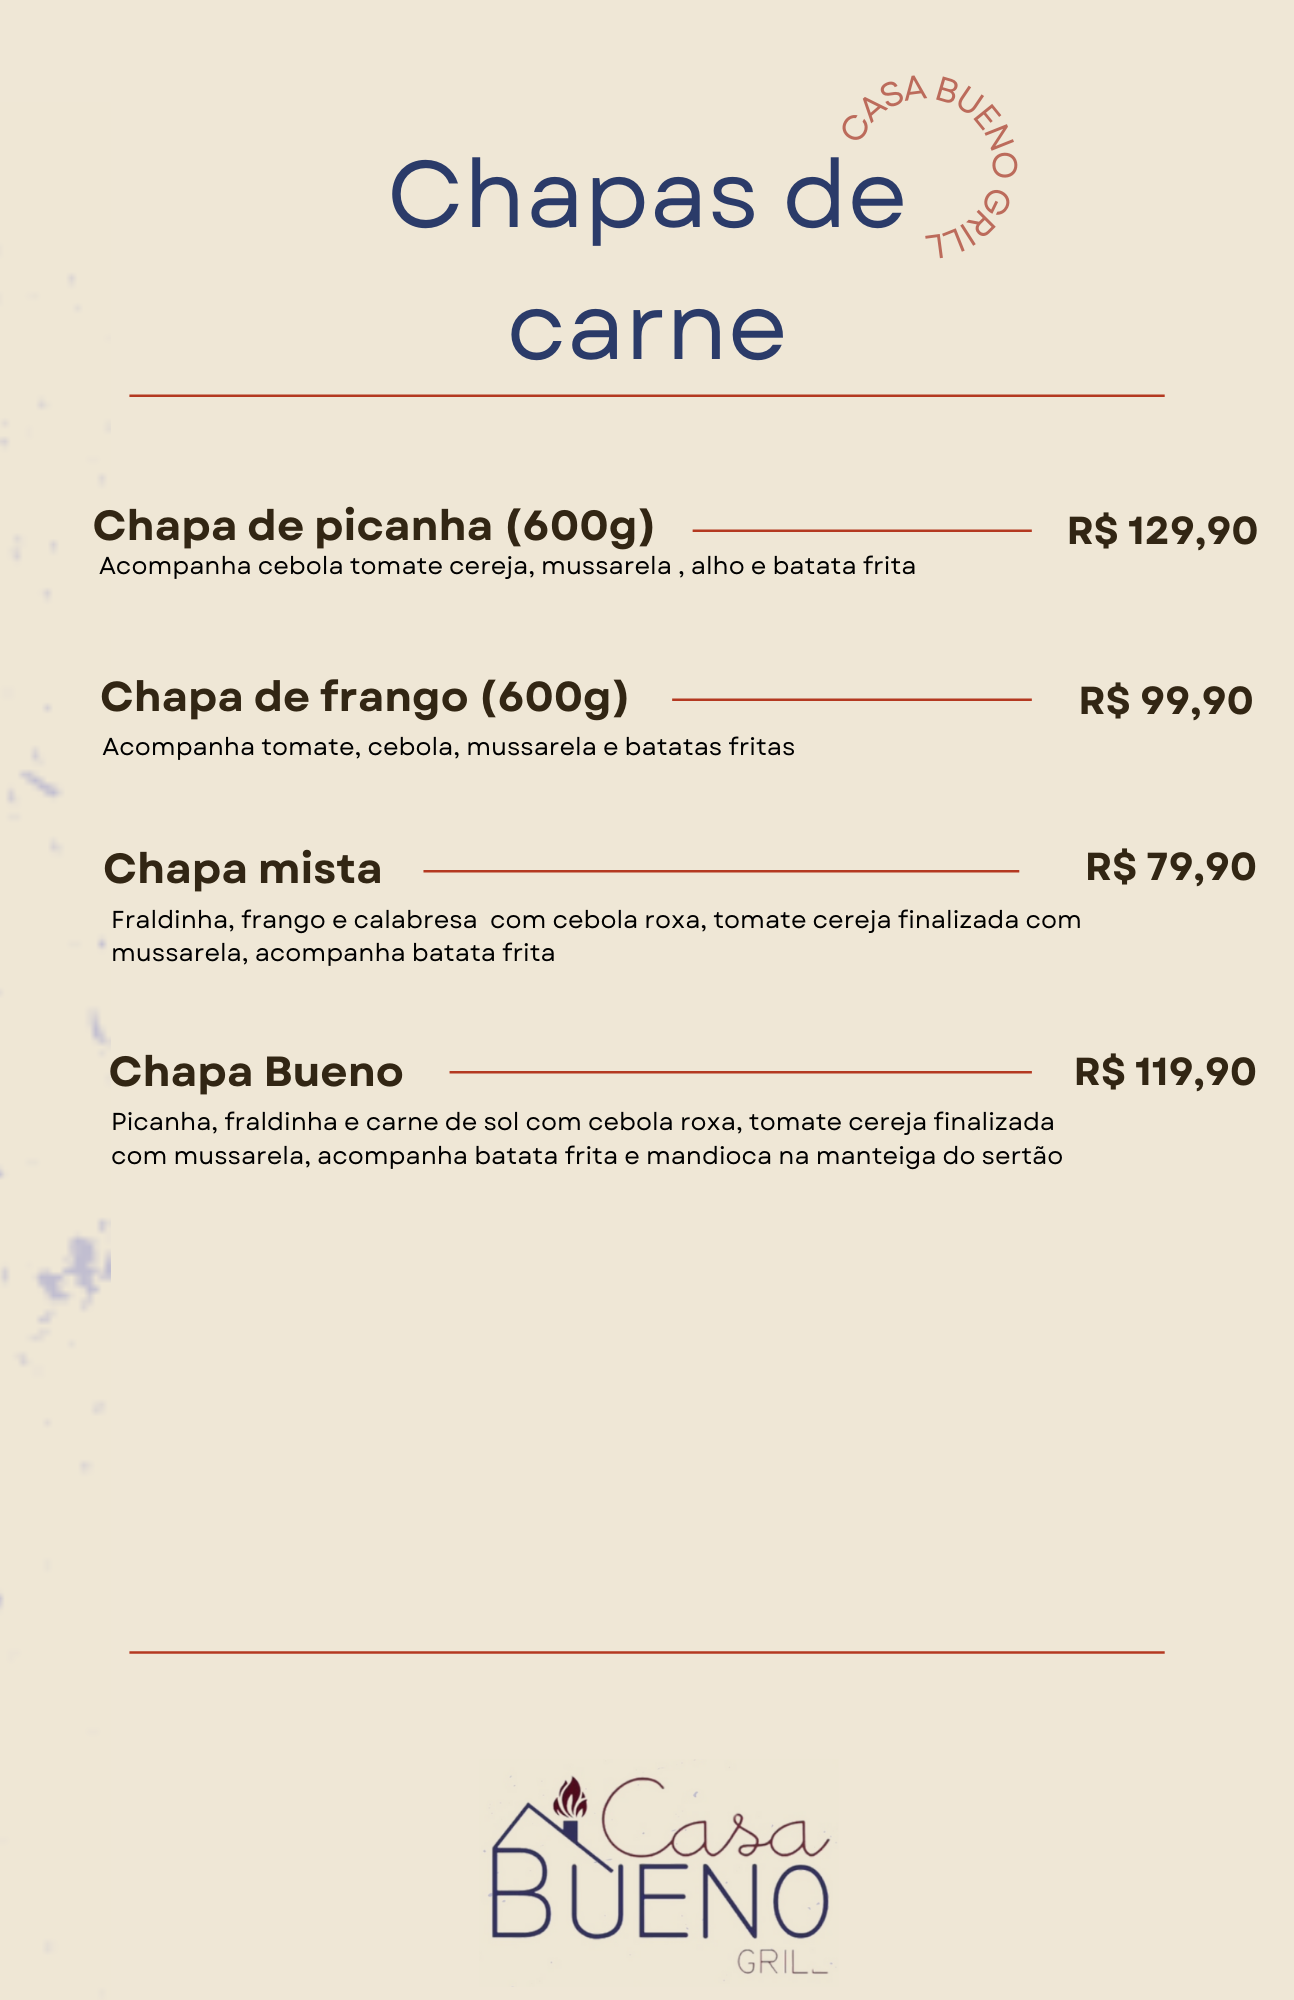 CASA BUENO GRILL
Chapas de
carne
Chapa de picanha (600g) R$ 129,90
Acompanha cebola tomate cereja, mussarela , alho e batata frita
Chapa de frango (600g) R$ 99,90
Acompanha tomate, cebola, mussarela e batatas fritas
Chapa mista R$ 79,90
Fraldinha, frango e calabresa  com cebola roxa, tomate cereja finalizada com
mussarela, acompanha batata frita
Chapa Bueno R$ 119,90
Picanha, fraldinha e carne de sol com cebola roxa, tomate cereja finalizada
com mussarela, acompanha batata frita e mandioca na manteiga do sertão
Casa
BUENO
GRILL